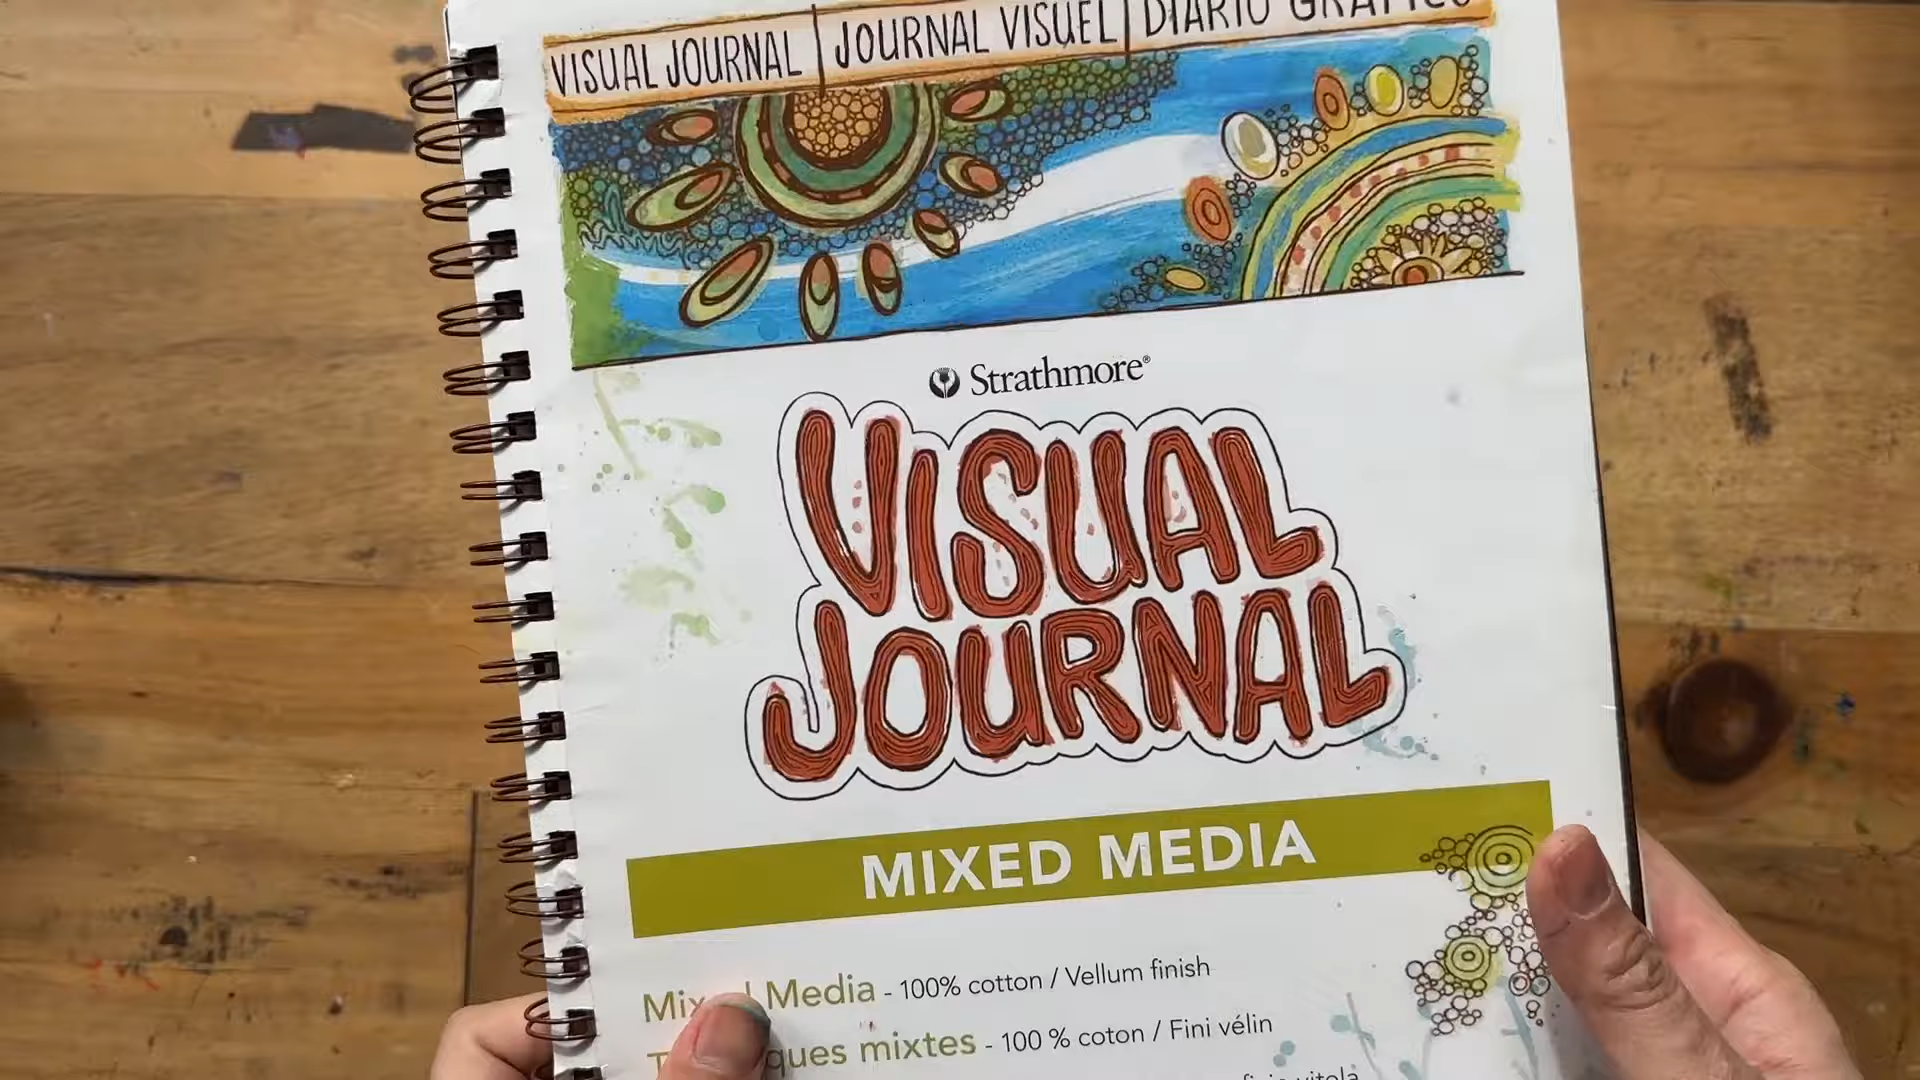 VISUAL JOURNAL | JOURNAL VISUEL | DIARIO GRÁFICO
Strathmore®
VISUAL
JOURNAL
MIXED MEDIA
Media - 100% cotton / Vellum finish
mixtes - 100 % coton / Fini vélin
vitola